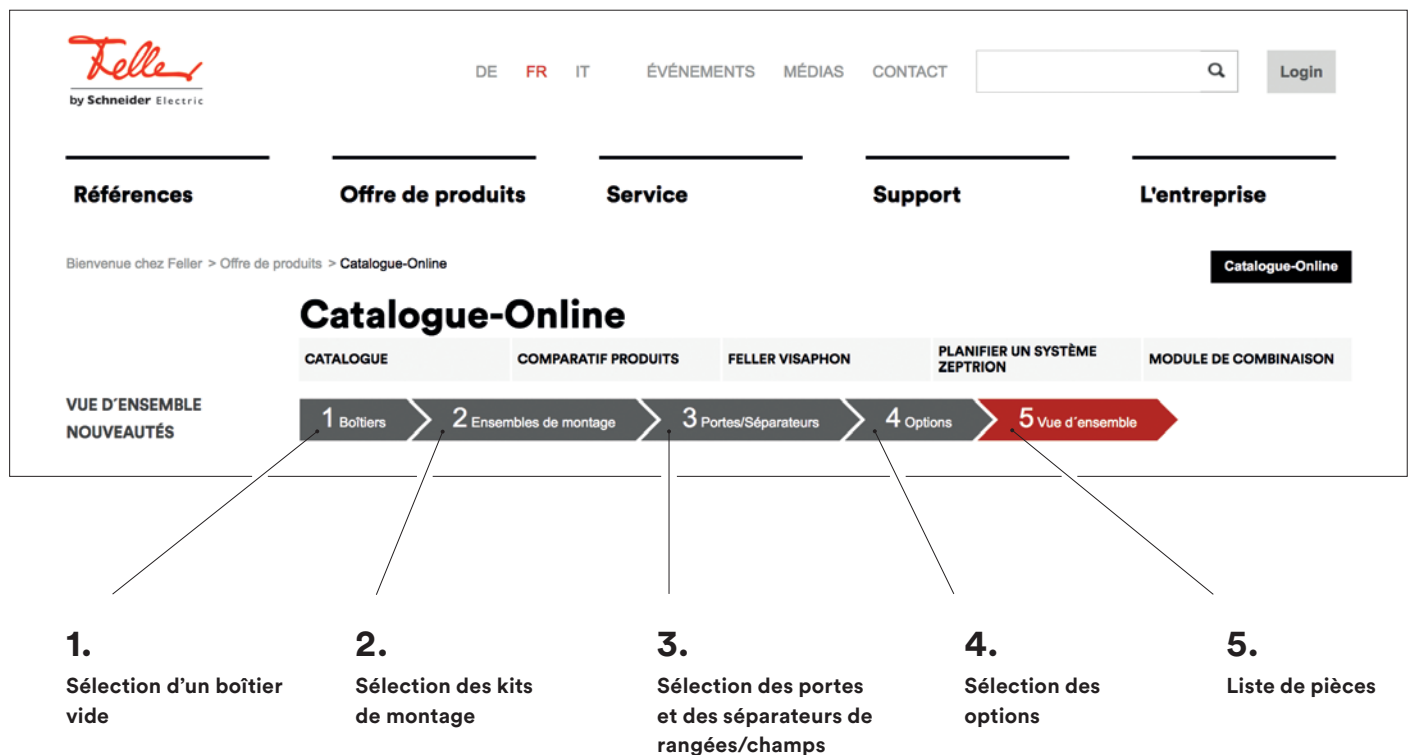 Feller
by Schneider Electric
DE FR IT ÉVÉNEMENTS MÉDIAS CONTACT Login
Références Offre de produits Service Support L'entreprise
Bienvenue chez Feller > Offre de produits > Catalogue-Online
Catalogue-Online
Catalogue-Online
CATALOGUE
COMPARATIF PRODUITS
FELLER VISAPHON
PLANIFIER UN SYSTÈME
ZEPTRION
MODULE DE COMBINAISON
VUE D´ENSEMBLE
NOUVEAUTÉS
1 Boîtiers 2 Ensembles de montage 3 Portes/Séparateurs 4 Options 5 Vue d´ensemble
1.
Sélection d’un boîtier
vide
2.
Sélection des kits
de montage
3.
Sélection des portes
et des séparateurs de
rangées/champs
4.
Sélection des
options
5.
Liste de pièces